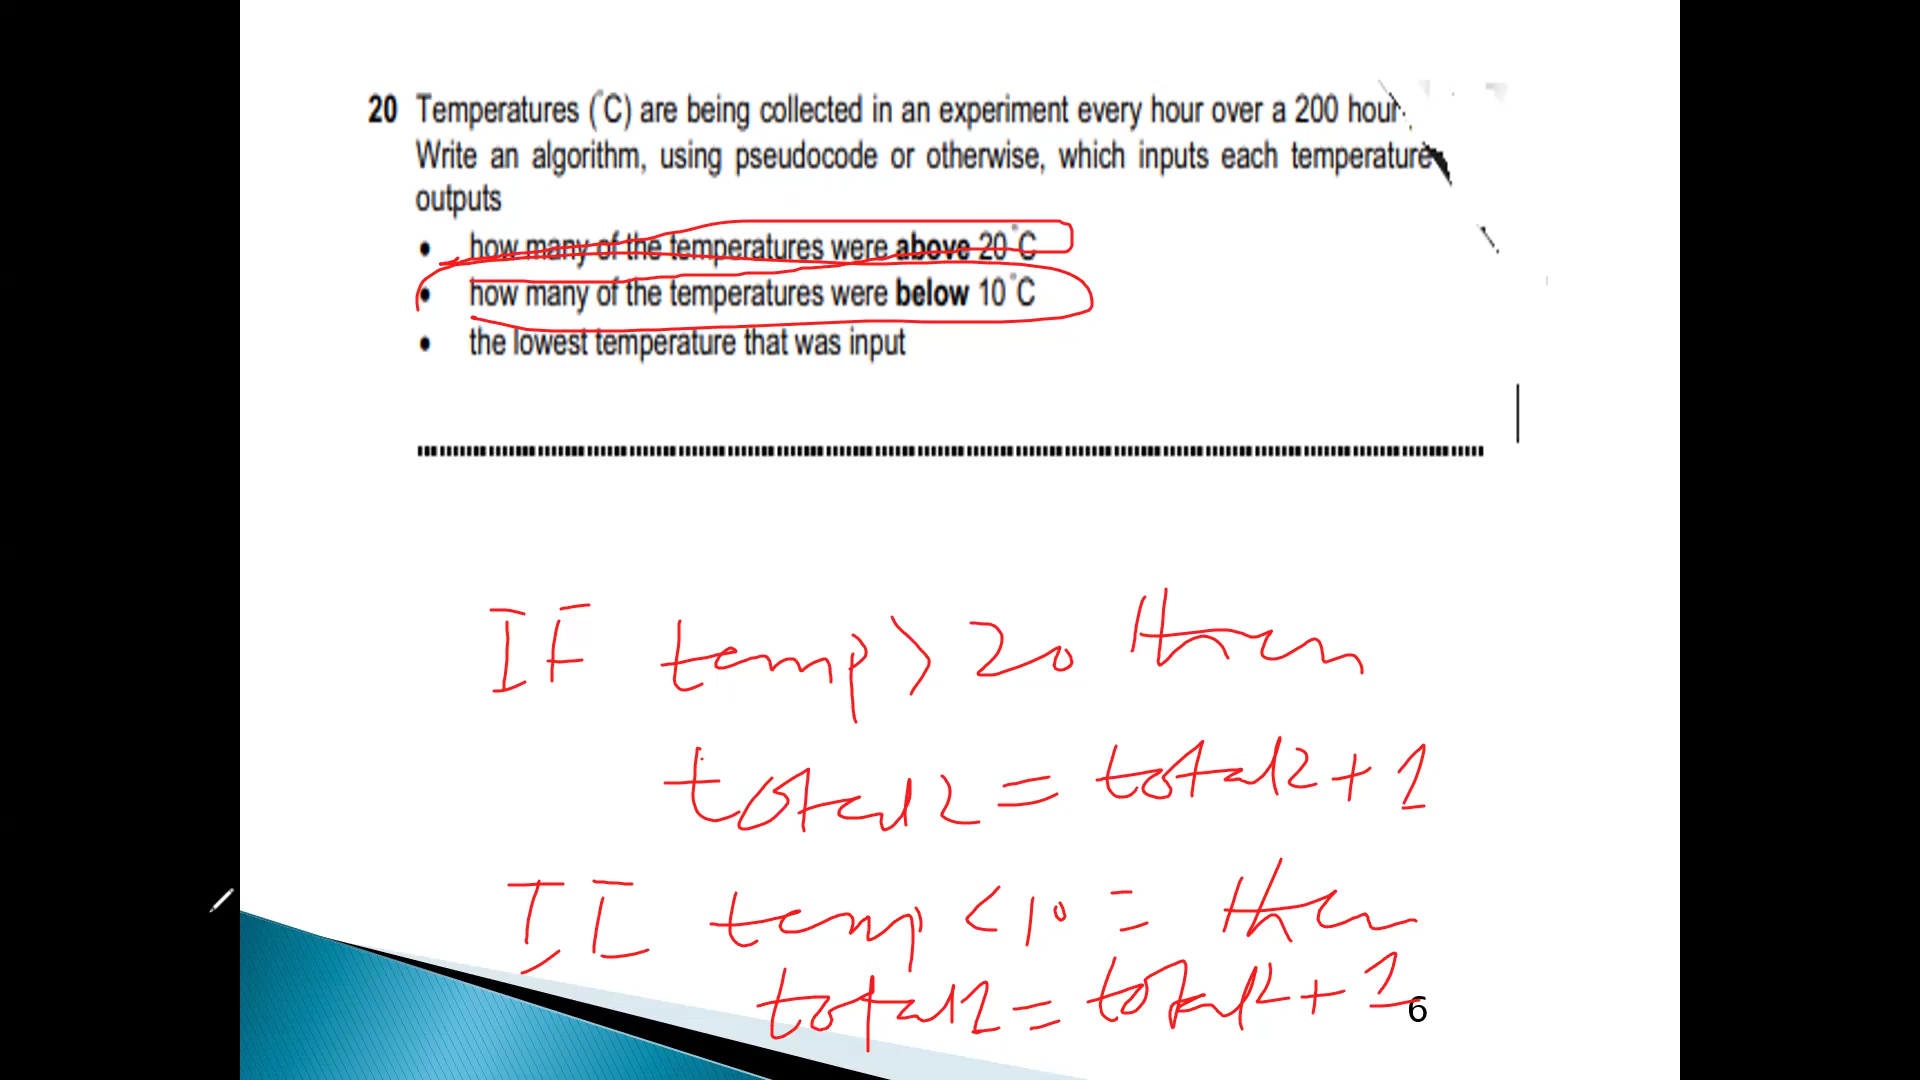 20 Temperatures (°C) are being collected in an experiment every hour over a 200 hour
Write an algorithm, using pseudocode or otherwise, which inputs each temperature
outputs
• how many of the temperatures were above 20°C
• how many of the temperatures were below 10°C
• the lowest temperature that was input
IF temp > 20 then
total2 = total2 + 1
temp < 10 = then
total2 = total2 + 1
6